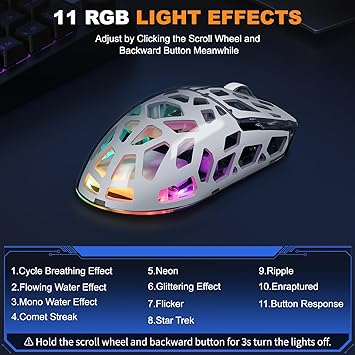 11 RGB LIGHT EFFECTS
Adjust by Clicking the Scroll Wheel and
Backward Button Meanwhile
1.Cycle Breathing Effect
2.Flowing Water Effect
3.Mono Water Effect
4.Comet Streak
5.Neon
6.Glittering Effect
7.Flicker
8.Star Trek
9.Ripple
10.Enraptured
11.Button Response
⚠Hold the scroll wheel and backward button for 3s turn the lights off.